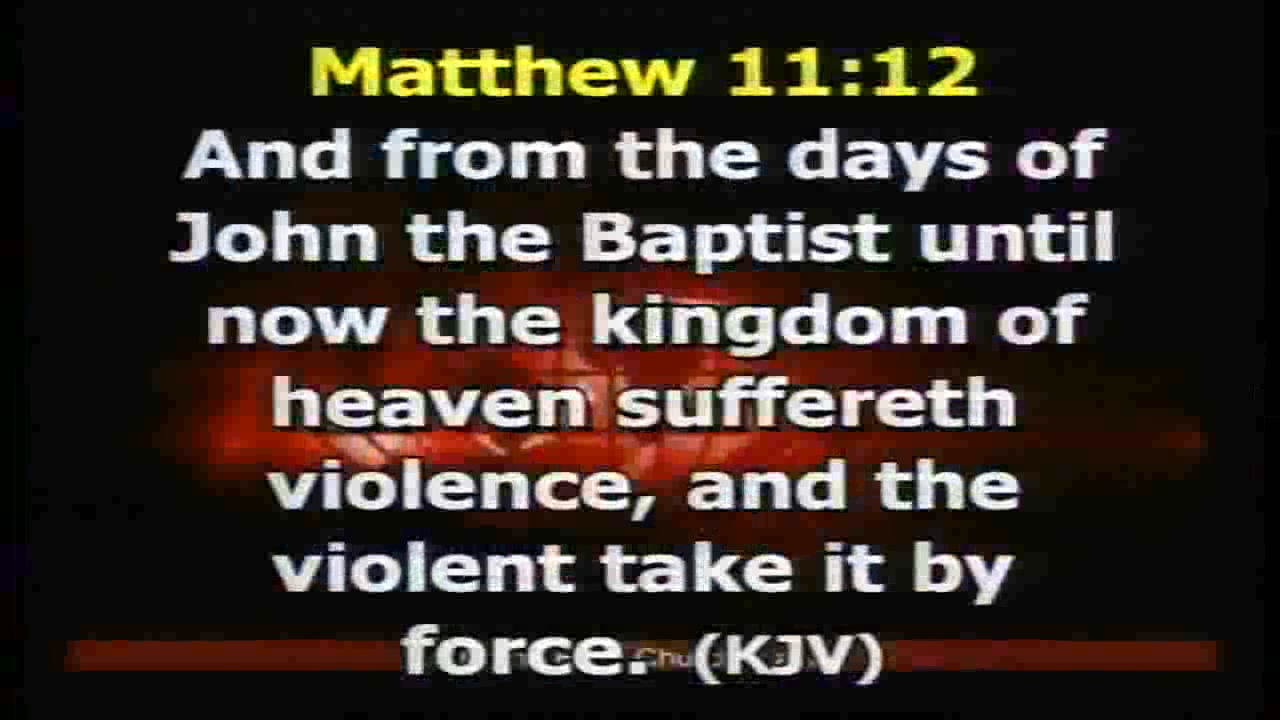 Matthew 11:12
And from the days of
John the Baptist until
now the kingdom of
heaven suffereth
violence, and the
violent take it by
force. (KJV)